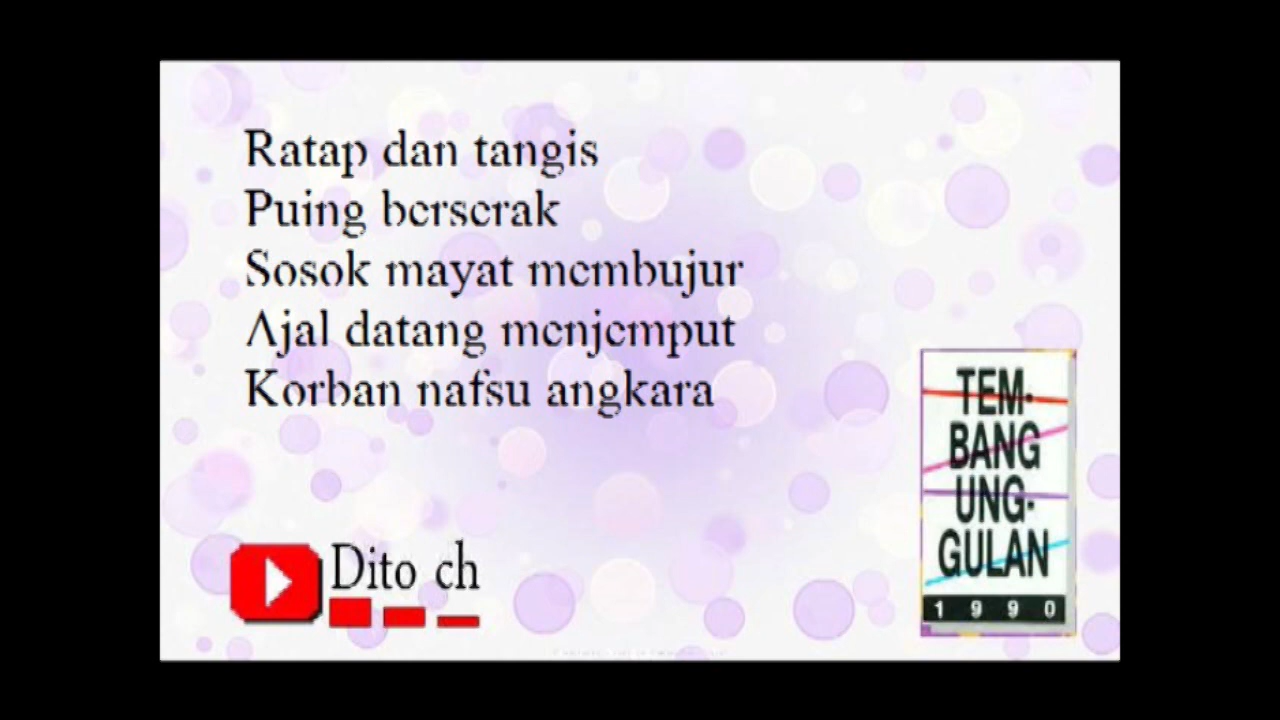 Ratap dan tangis
Puing berserak
Sosok mayat membujur
Ajal datang menjemput
Korban nafsu angkara
TEM-
BANG
UNG-
GULAN
1990
Dito ch